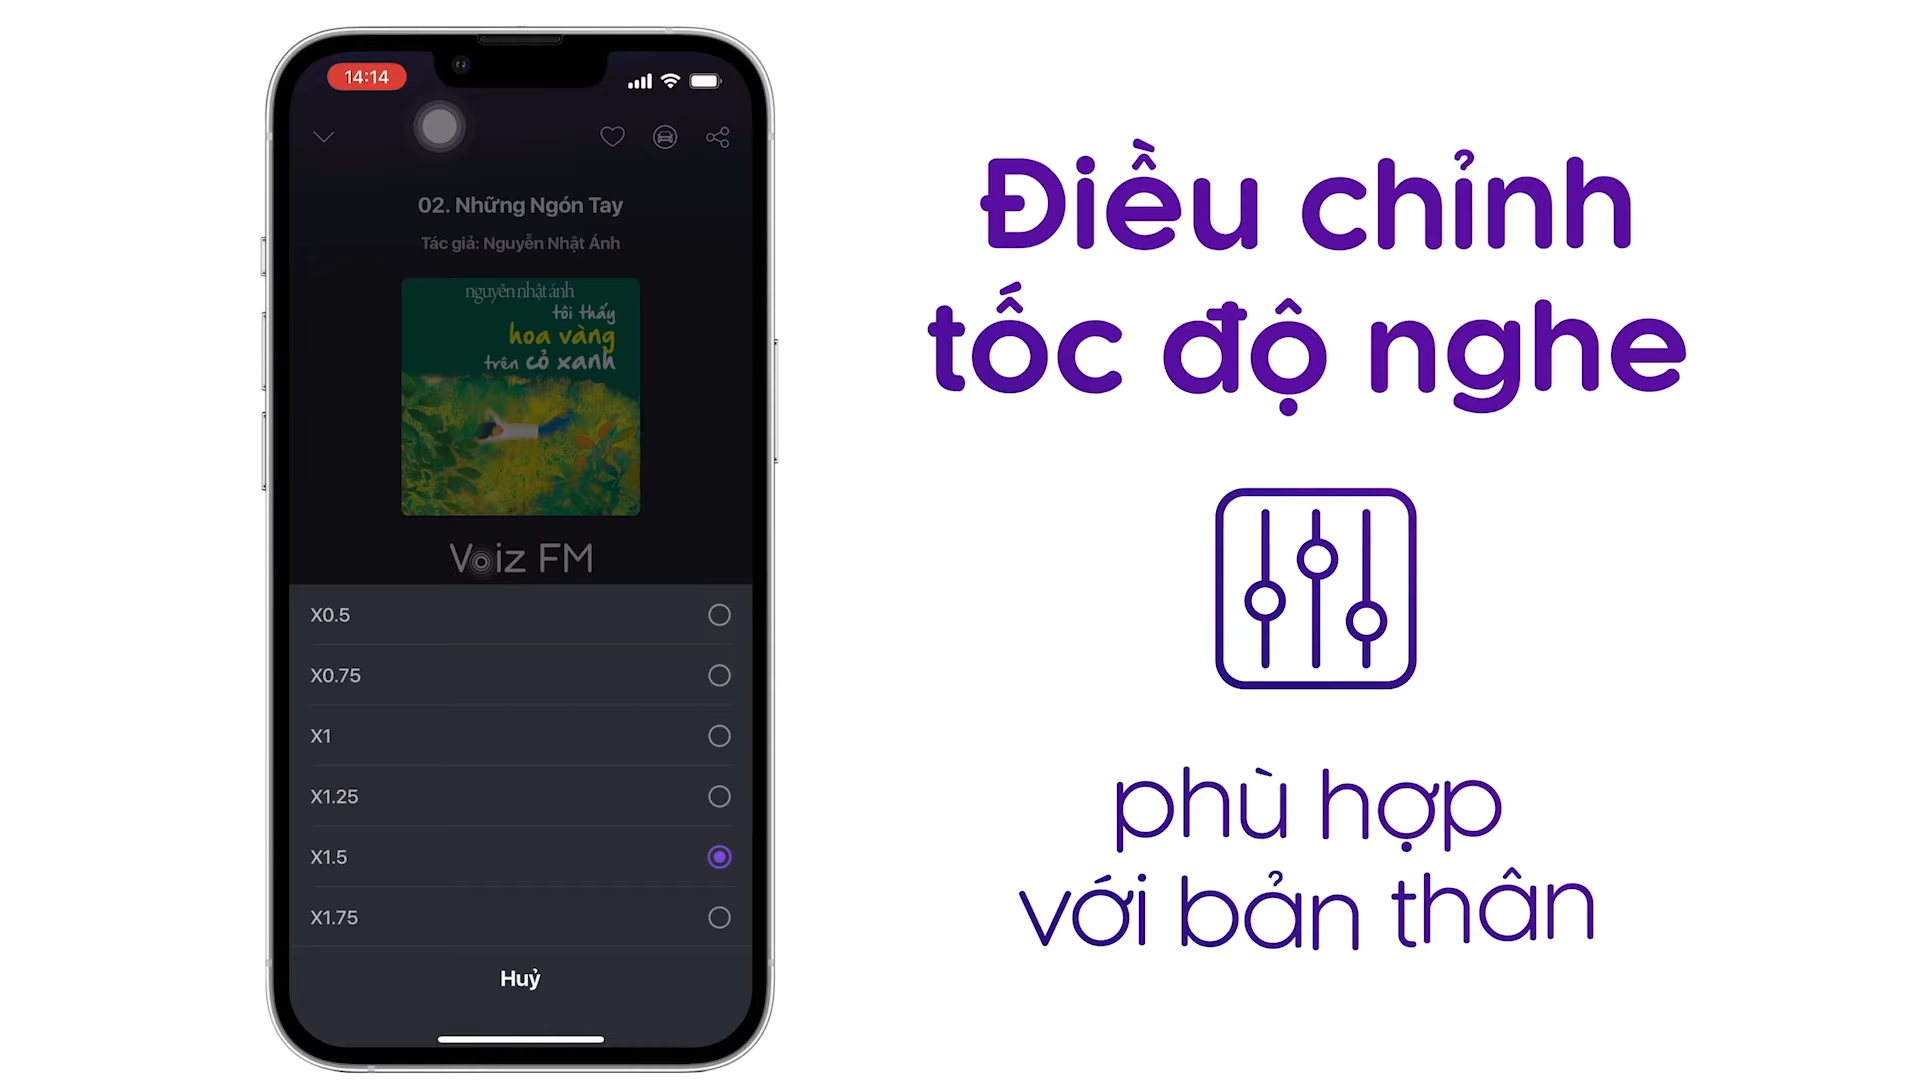 14:14
02. Những Ngón Tay
Tác giả: Nguyễn Nhật Ánh
nguyễn nhật ánh
tôi thấy
hoa vàng
trên cỏ xanh
Voiz FM
X0.5
X0.75
X1
X1.25
X1.5
X1.75
Huỷ
Điều chỉnh
tốc độ nghe
phù hợp
với bản thân